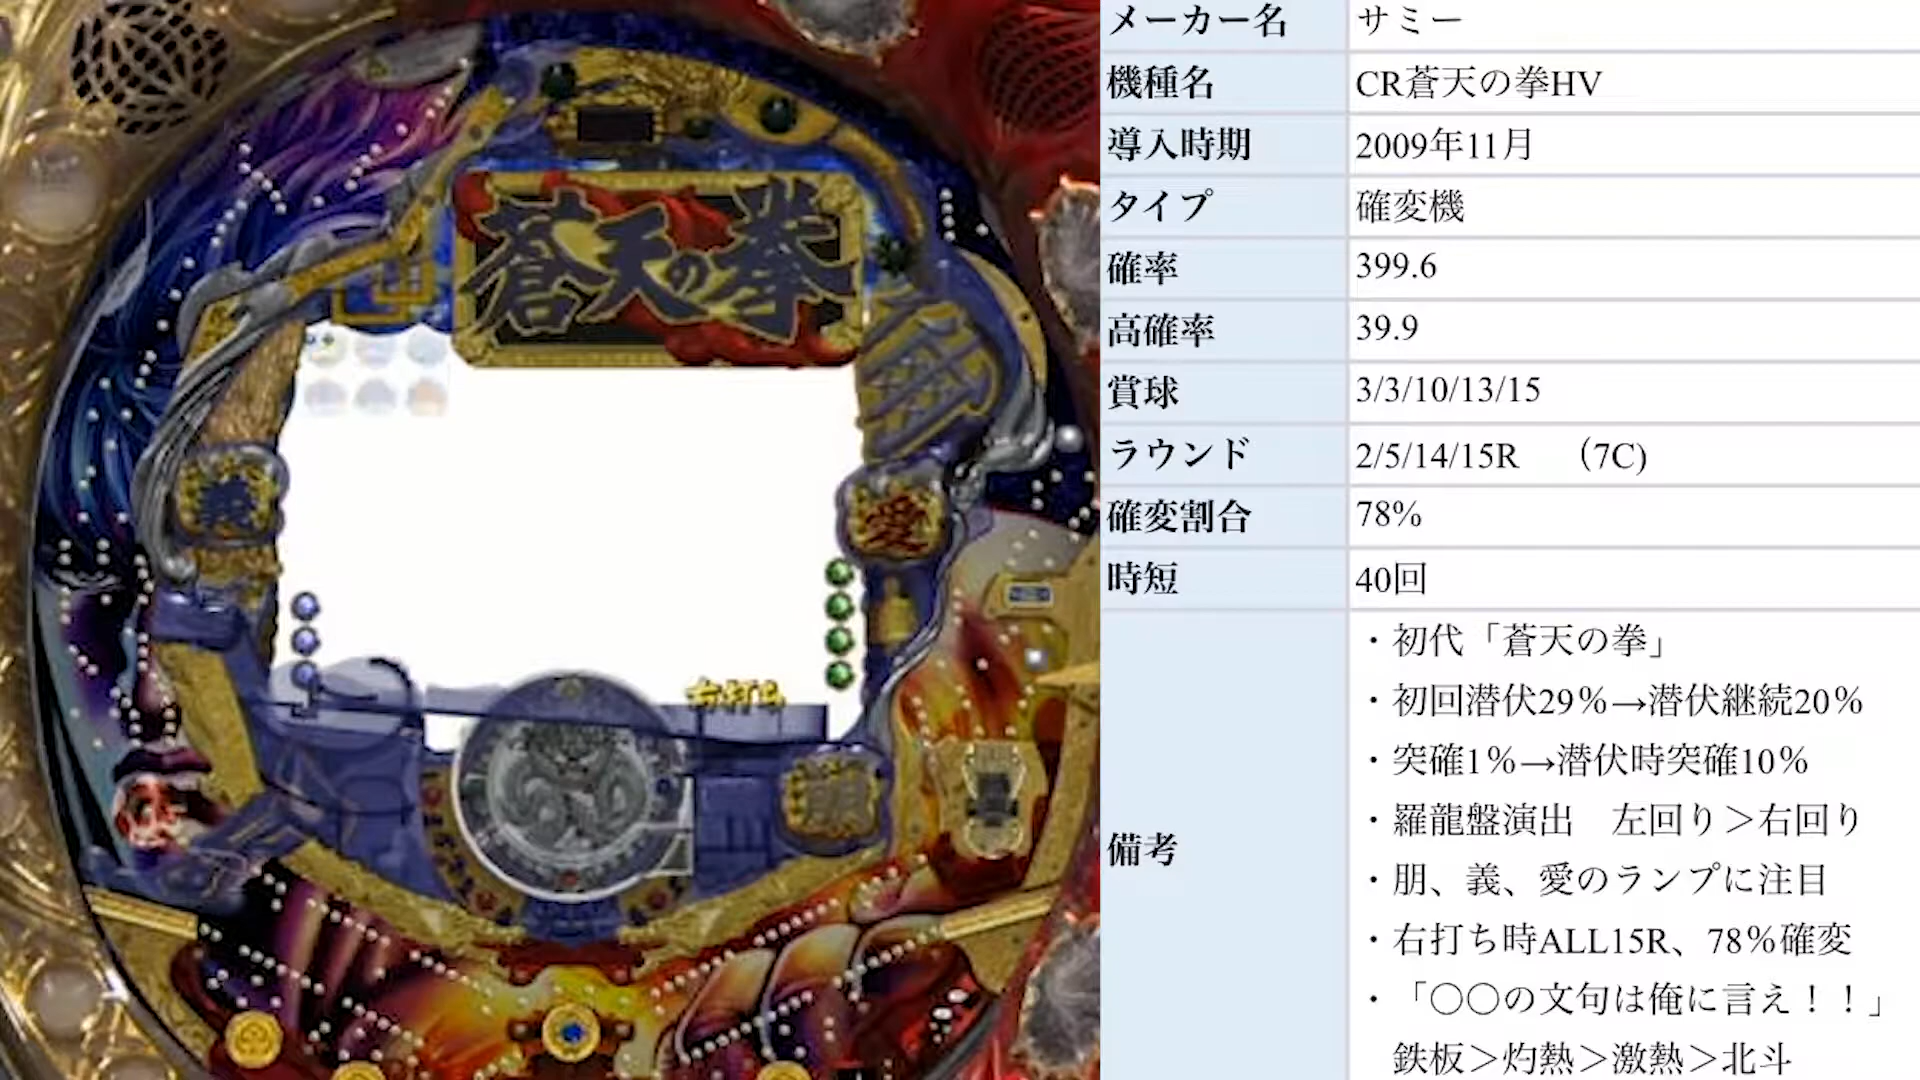 蒼天の拳
義
愛
朋
右打ち
メーカー名 サミー
機種名 CR蒼天の拳HV
導入時期 2009年11月
タイプ 確変機
確率 399.6
高確率 39.9
賞球 3/3/10/13/15
ラウンド 2/5/14/15R （7C)
確変割合 78%
時短 40回
備考
・初代「蒼天の拳」
・初回潜伏29%→潜伏継続20%
・突確1%→潜伏時突確10%
・羅龍盤演出 左回り＞右回り
・朋、義、愛のランプに注目
・右打ち時ALL15R、78%確変
・「〇〇の文句は俺に言え！！」
鉄板＞灼熱＞激熱＞北斗